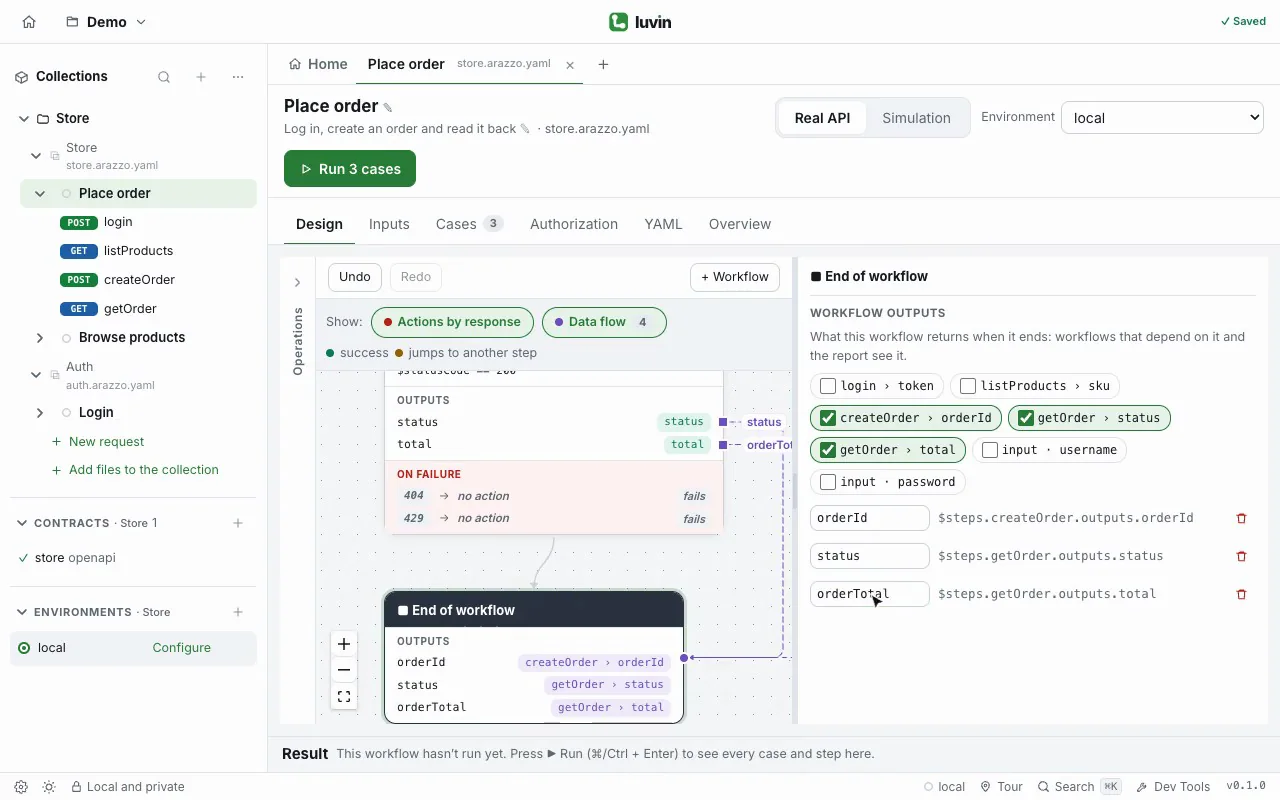 Demo
luvin
✓ Saved
Collections
Home
Place order store.arazzo.yaml
Store
Store
store.arazzo.yaml
Place order
POST login
GET listProducts
POST createOrder
GET getOrder
Browse products
Auth
auth.arazzo.yaml
Login
+ New request
+ Add files to the collection
CONTRACTS · Store 1
store openapi
ENVIRONMENTS · Store
local Configure
Place order
Log in, create an order and read it back · store.arazzo.yaml
Real API Simulation
Environment local
Run 3 cases
Design Inputs Cases 3 Authorization YAML Overview
Operations
Undo Redo + Workflow
Show: Actions by response Data flow 4
success jumps to another step
$statusCode == 200
OUTPUTS
status status status
total total orderTot
ON FAILURE
404 → no action fails
429 → no action fails
End of workflow
OUTPUTS
orderId createOrder › orderId
status getOrder › status
orderTotal getOrder › total
End of workflow
WORKFLOW OUTPUTS
What this workflow returns when it ends: workflows that depend on it and
the report see it.
login › token listProducts › sku
createOrder › orderId getOrder › status
getOrder › total input · username
input · password
orderId $steps.createOrder.outputs.orderId
status $steps.getOrder.outputs.status
orderTotal $steps.getOrder.outputs.total
Result This workflow hasn't run yet. Press ▶ Run (⌘/Ctrl + Enter) to see every case and step here.
Local and private
local Tour Search ⌘K Dev Tools v0.1.0